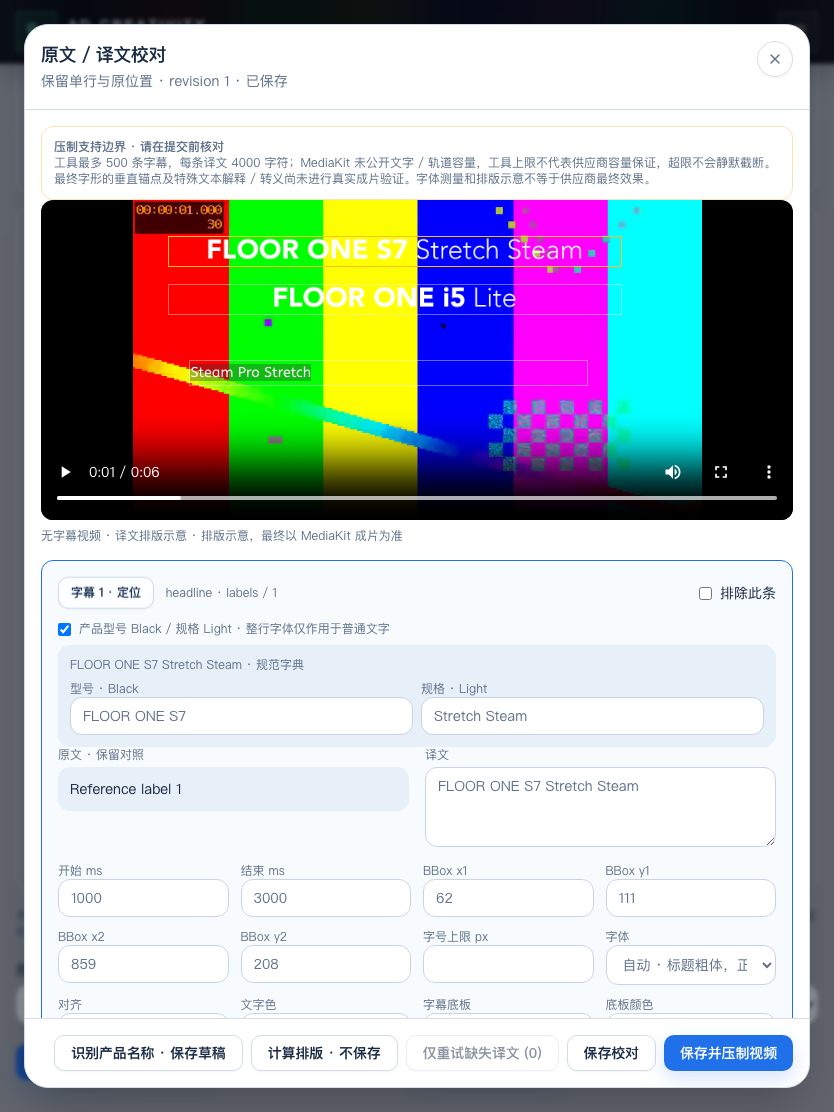 原文 / 译文校对
保留单行与原位置 · revision 1 · 已保存
压制支持边界 · 请在提交前核对
工具最多 500 条字幕，每条译文 4000 字符；MediaKit 未公开文字 / 轨道容量，工具上限不代表供应商容量保证，超限不会静默截断。
最终字形的垂直锚点及特殊文本解释 / 转义尚未进行真实成片验证。字体测量和排版示意不等于供应商最终效果。
00:00:01.000
30
FLOOR ONE S7 Stretch Steam
FLOOR ONE i5 Lite
Steam Pro Stretch
0:01 / 0:06
无字幕视频 · 译文排版示意 · 排版示意，最终以 MediaKit 成片为准
字幕 1 · 定位
headline · labels / 1
排除此条
产品型号 Black / 规格 Light · 整行字体仅作用于普通文字
FLOOR ONE S7 Stretch Steam · 规范字典
型号 · Black
规格 · Light
FLOOR ONE S7
Stretch Steam
原文 · 保留对照
译文
Reference label 1
FLOOR ONE S7 Stretch Steam
开始 ms
结束 ms
BBox x1
BBox y1
1000
3000
62
111
BBox x2
BBox y2
字号上限 px
字体
859
208
自动 · 标题粗体，正
对齐
文字色
字幕底板
底板颜色
识别产品名称 · 保存草稿
计算排版 · 不保存
仅重试缺失译文 (0)
保存校对
保存并压制视频